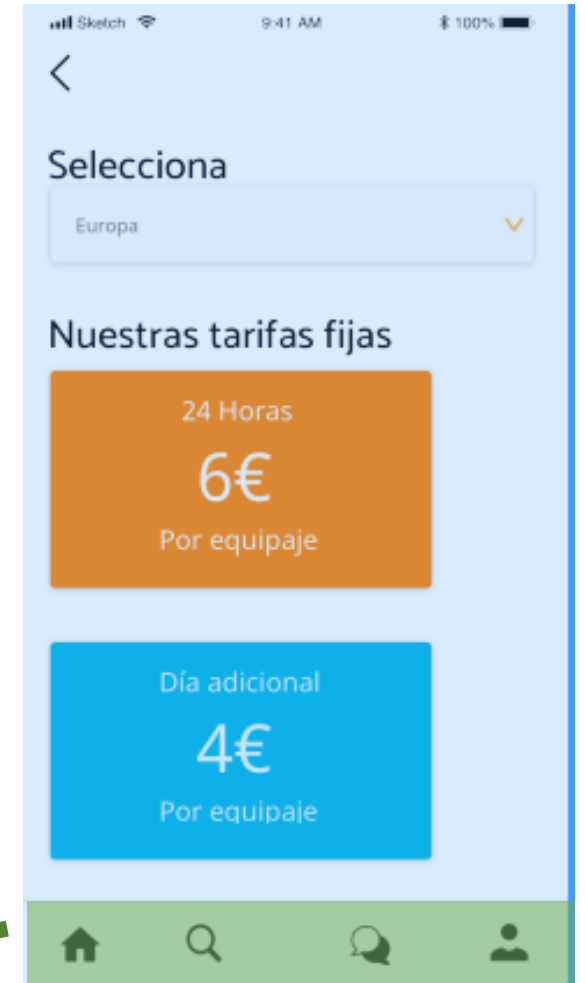 Sketch 9:41 AM 100%
Selecciona
Europa
Nuestras tarifas fijas
24 Horas
6€
Por equipaje
Día adicional
4€
Por equipaje